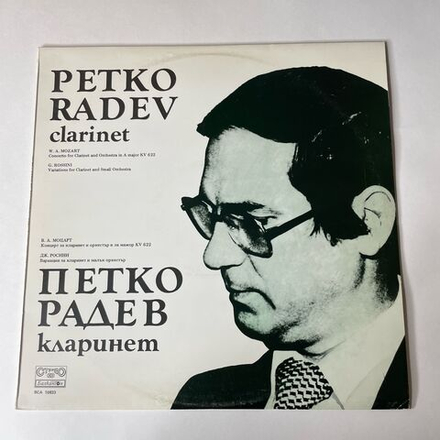 PETKO
RADEV
clarinet
W. A. MOZART
Concerto for Clarinet and Orchestra in A major KV 622
G. ROSSINI
Variations for Clarinet and Small Orchestra
В. А. МОЦАРТ
Концерт за кларинет и оркестър в ла мажор KV 622
ДЖ. РОСИНИ
Вариации за кларинет и малък оркестър
ПЕТКО
РАДЕВ
кларинет
СТЕРЕО
Балкантон